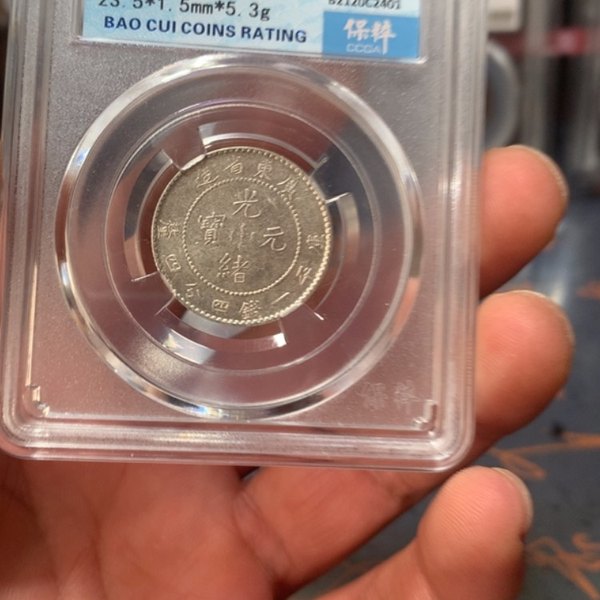 23.5*1.5mm*5.3g
82120C2401
BAO CUI COINS RATING
保粹
CCGA
廣東省造
光緒元寶
庫平一錢四分四釐
保粹